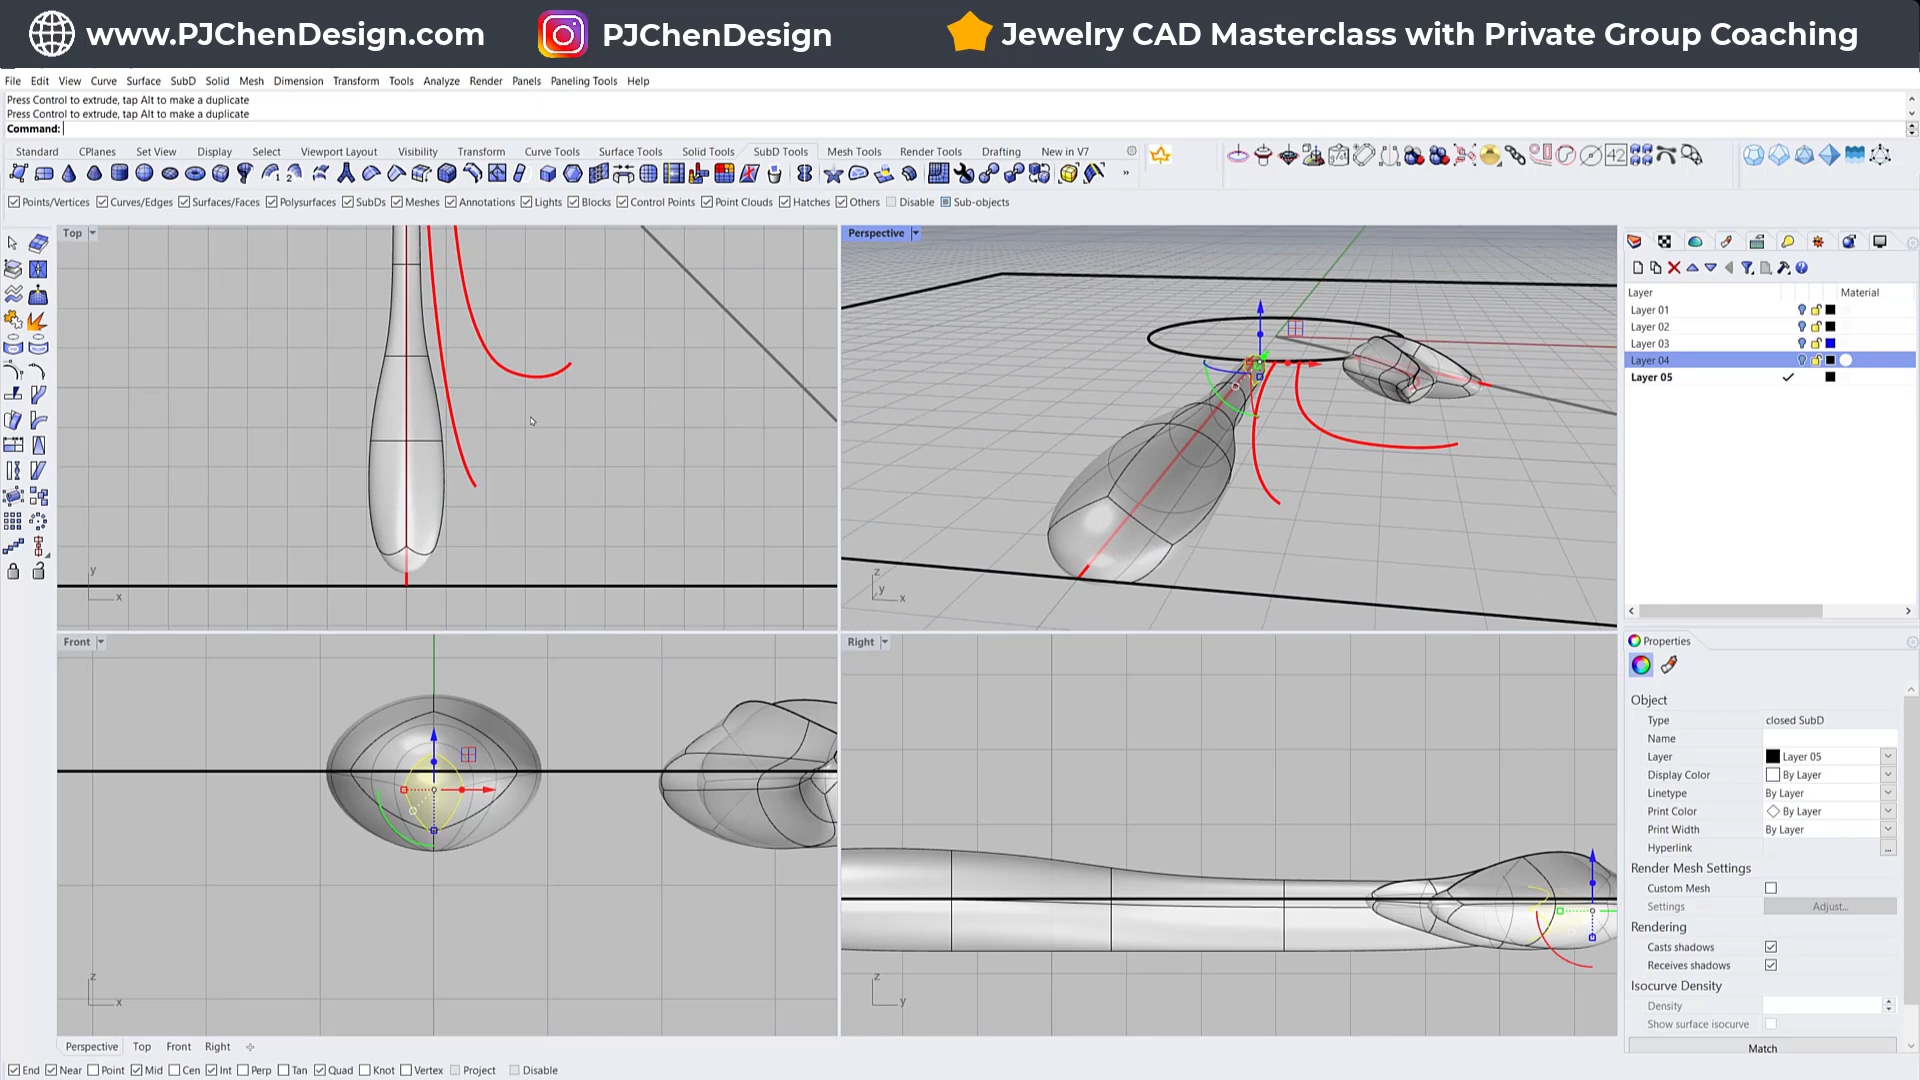 www.PJChenDesign.com PJChenDesign Jewelry CAD Masterclass with Private Group Coaching
File Edit View Curve Surface SubD Solid Mesh Dimension Transform Tools Analyze Render Panels Paneling Tools Help
Press Control to extrude, tap Alt to make a duplicate
Press Control to extrude, tap Alt to make a duplicate
Command:
Standard CPlanes Set View Display Select Viewport Layout Visibility Transform Curve Tools Surface Tools Solid Tools SubD Tools Mesh Tools Render Tools Drafting New in V7
Points/Vertices Curves/Edges Surfaces/Faces Polysurfaces SubDs Meshes Annotations Lights Blocks Control Points Point Clouds Hatches Others Disable Sub-objects
Top Perspective
Layer Material
Layer 01
Layer 02
Layer 03
Layer 04
Layer 05
y
x
z
y
x
Front Right
Properties
Object
Type closed SubD
Name
Layer Layer 05
Display Color By Layer
Linetype By Layer
Print Color By Layer
Print Width By Layer
Hyperlink ...
Render Mesh Settings
Custom Mesh
Settings Adjust...
Rendering
Casts shadows
Receives shadows
Isocurve Density
Density
Show surface isocurve
Match
z
x
z
y
Perspective Top Front Right
End Near Point Mid Cen Int Perp Tan Quad Knot Vertex Project Disable